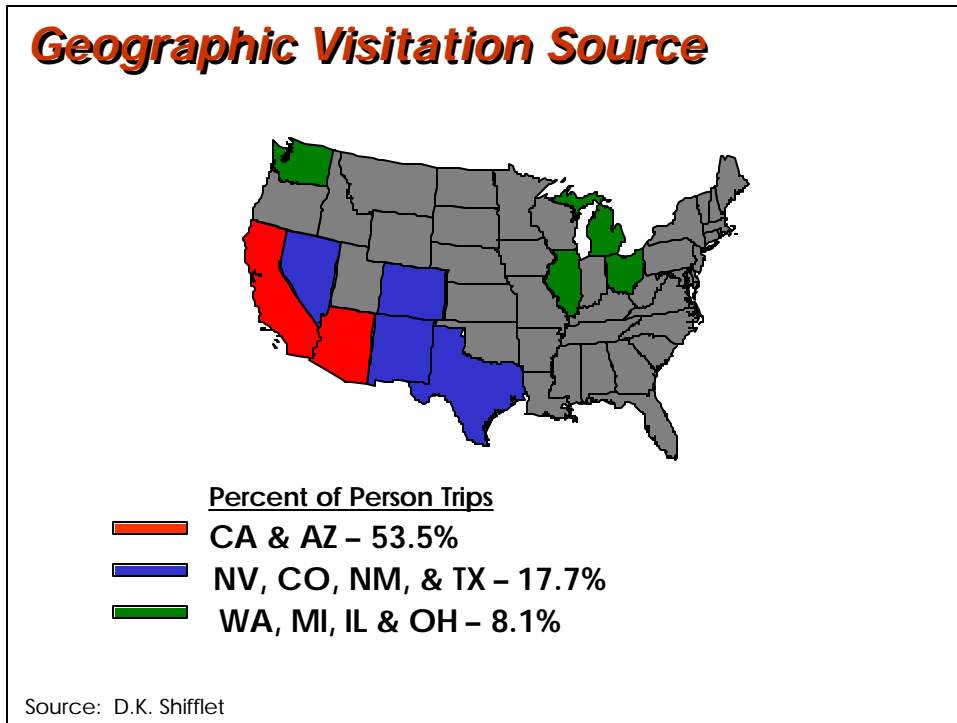 Geographic Visitation Source
Percent of Person Trips
CA & AZ – 53.5%
NV, CO, NM, & TX – 17.7%
WA, MI, IL & OH – 8.1%
Source: D.K. Shifflet